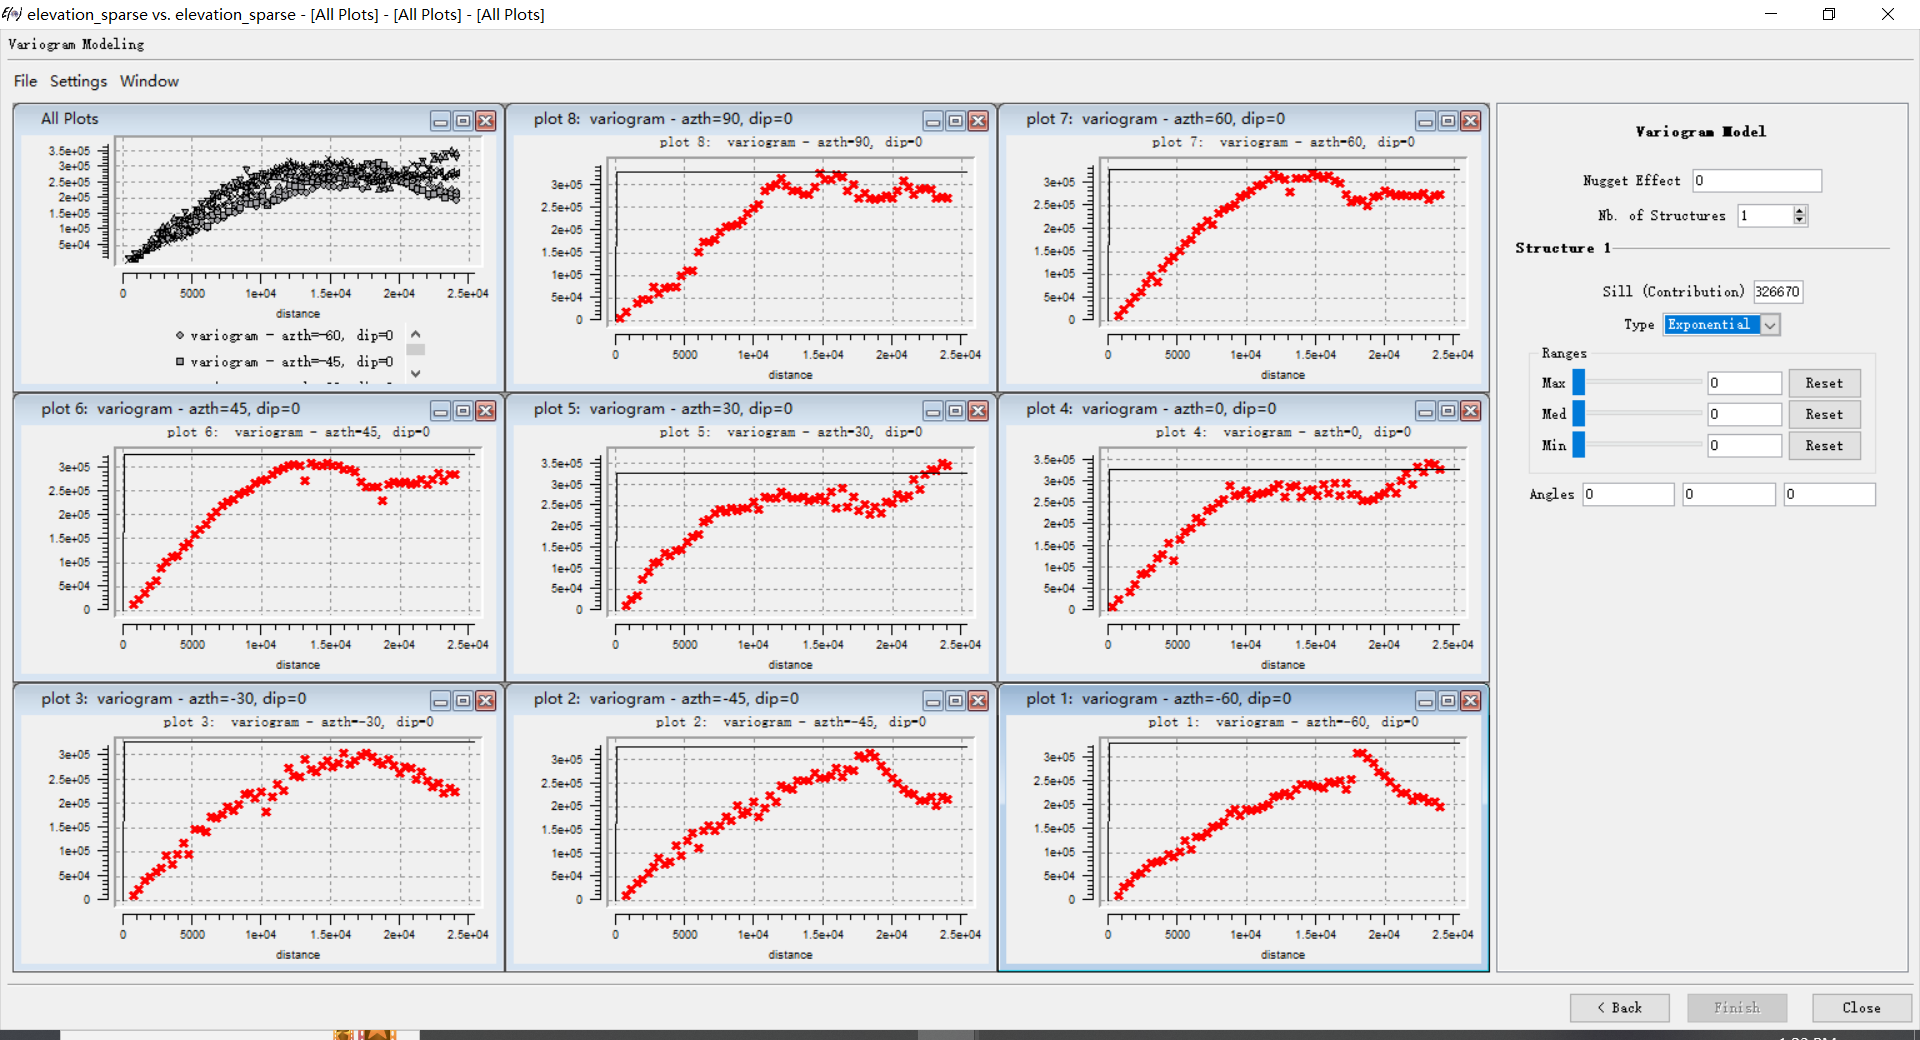 elevation_sparse vs. elevation_sparse - [All Plots] - [All Plots] - [All Plots]
Variogram Modeling
File Settings Window
All Plots
3.5e+05
3e+05
2.5e+05
2e+05
1.5e+05
1e+05
5e+04
0 5000 1e+04 1.5e+04 2e+04 2.5e+04
distance
variogram - azth=-60, dip=0
variogram - azth=-45, dip=0
plot 8: variogram - azth=90, dip=0
plot 8: variogram - azth=90, dip=0
3e+05
2.5e+05
2e+05
1.5e+05
1e+05
5e+04
0
0 5000 1e+04 1.5e+04 2e+04 2.5e+04
distance
plot 7: variogram - azth=60, dip=0
plot 7: variogram - azth=60, dip=0
3e+05
2.5e+05
2e+05
1.5e+05
1e+05
5e+04
0
0 5000 1e+04 1.5e+04 2e+04 2.5e+04
distance
plot 6: variogram - azth=45, dip=0
plot 6: variogram - azth=45, dip=0
3e+05
2.5e+05
2e+05
1.5e+05
1e+05
5e+04
0
0 5000 1e+04 1.5e+04 2e+04 2.5e+04
distance
plot 5: variogram - azth=30, dip=0
plot 5: variogram - azth=30, dip=0
3.5e+05
3e+05
2.5e+05
2e+05
1.5e+05
1e+05
5e+04
0
0 5000 1e+04 1.5e+04 2e+04 2.5e+04
distance
plot 4: variogram - azth=0, dip=0
plot 4: variogram - azth=0, dip=0
3.5e+05
3e+05
2.5e+05
2e+05
1.5e+05
1e+05
5e+04
0
0 5000 1e+04 1.5e+04 2e+04 2.5e+04
distance
plot 3: variogram - azth=-30, dip=0
plot 3: variogram - azth=-30, dip=0
3e+05
2.5e+05
2e+05
1.5e+05
1e+05
5e+04
0
0 5000 1e+04 1.5e+04 2e+04 2.5e+04
distance
plot 2: variogram - azth=-45, dip=0
plot 2: variogram - azth=-45, dip=0
3e+05
2.5e+05
2e+05
1.5e+05
1e+05
5e+04
0
0 5000 1e+04 1.5e+04 2e+04 2.5e+04
distance
plot 1: variogram - azth=-60, dip=0
plot 1: variogram - azth=-60, dip=0
3e+05
2.5e+05
2e+05
1.5e+05
1e+05
5e+04
0
0 5000 1e+04 1.5e+04 2e+04 2.5e+04
distance
Variogram Model
Nugget Effect 0
Nb. of Structures 1
Structure 1
Sill (Contribution) 326670
Type Exponential
Ranges
Max 0 Reset
Med 0 Reset
Min 0 Reset
Angles 0 0 0
< Back Finish Close